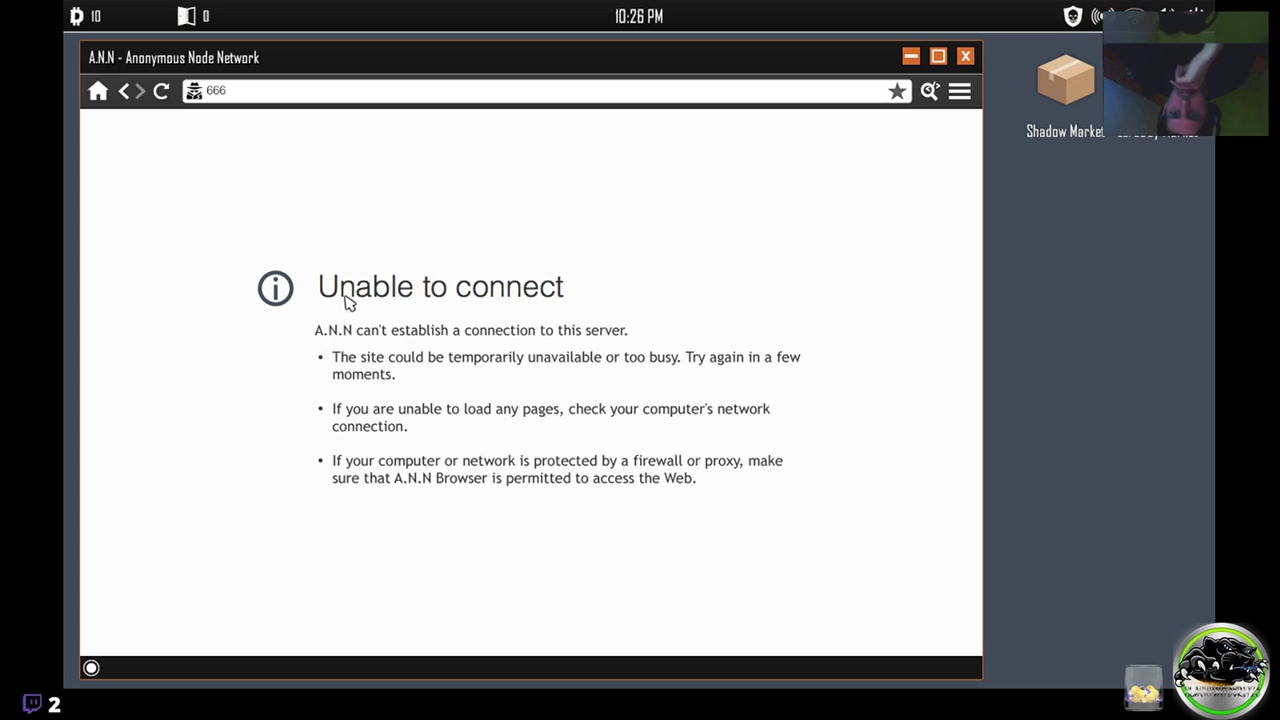 10
0
10:26 PM
A.N.N - Anonymous Node Network
666
Shadow Market
Unable to connect
A.N.N can't establish a connection to this server.
• The site could be temporarily unavailable or too busy. Try again in a few
moments.
• If you are unable to load any pages, check your computer's network
connection.
• If your computer or network is protected by a firewall or proxy, make
sure that A.N.N Browser is permitted to access the Web.
2